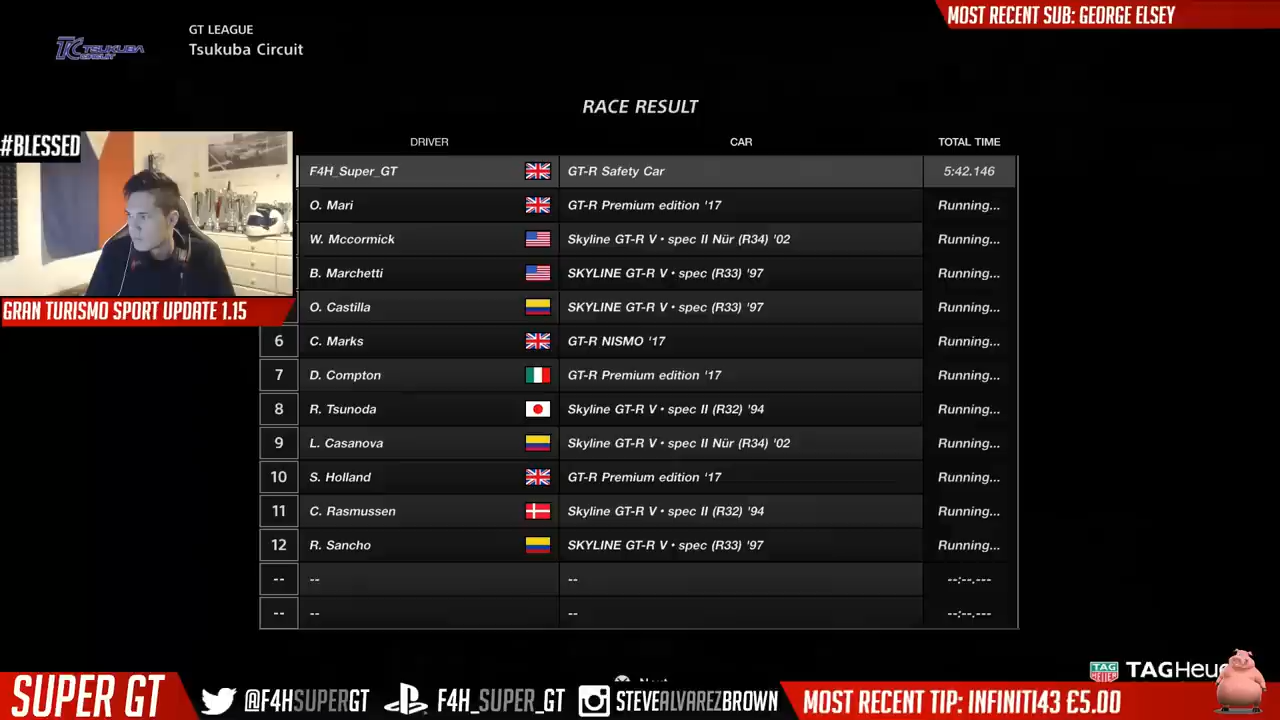 MOST RECENT SUB: GEORGE ELSEY
GT LEAGUE
Tsukuba Circuit
TC TSUKUBA CIRCUIT
RACE RESULT
#BLESSED
DRIVER CAR TOTAL TIME
F4H_Super_GT GT-R Safety Car 5:42.146
O. Mari GT-R Premium edition '17 Running...
W. Mccormick Skyline GT-R V • spec II Nür (R34) '02 Running...
B. Marchetti SKYLINE GT-R V • spec (R33) '97 Running...
O. Castilla SKYLINE GT-R V • spec (R33) '97 Running...
GRAN TURISMO SPORT UPDATE 1.15
6 C. Marks GT-R NISMO '17 Running...
7 D. Compton GT-R Premium edition '17 Running...
8 R. Tsunoda Skyline GT-R V • spec II (R32) '94 Running...
9 L. Casanova Skyline GT-R V • spec II Nür (R34) '02 Running...
10 S. Holland GT-R Premium edition '17 Running...
11 C. Rasmussen Skyline GT-R V • spec II (R32) '94 Running...
12 R. Sancho SKYLINE GT-R V • spec (R33) '97 Running...
-- -- -- --:--.---
-- -- -- --:--.---
TAG HEUER TAGHeue
SUPER GT @F4HSUPERGT F4H_SUPER_GT STEVEALVAREZBROWN MOST RECENT TIP: INFINITI43 £5.00